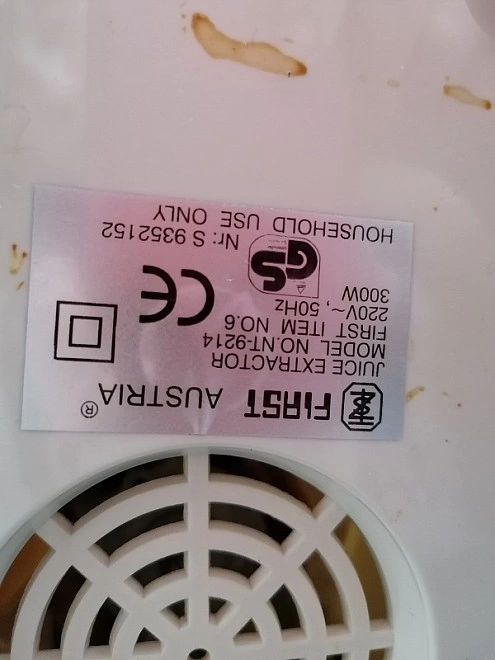 FIRST AUSTRIA ®
JUICE EXTRACTOR
MODEL NO.NT-9214
FIRST ITEM NO.6
220V~, 50Hz
300W
GS
CE
Nr: S 9352152
HOUSEHOLD USE ONLY